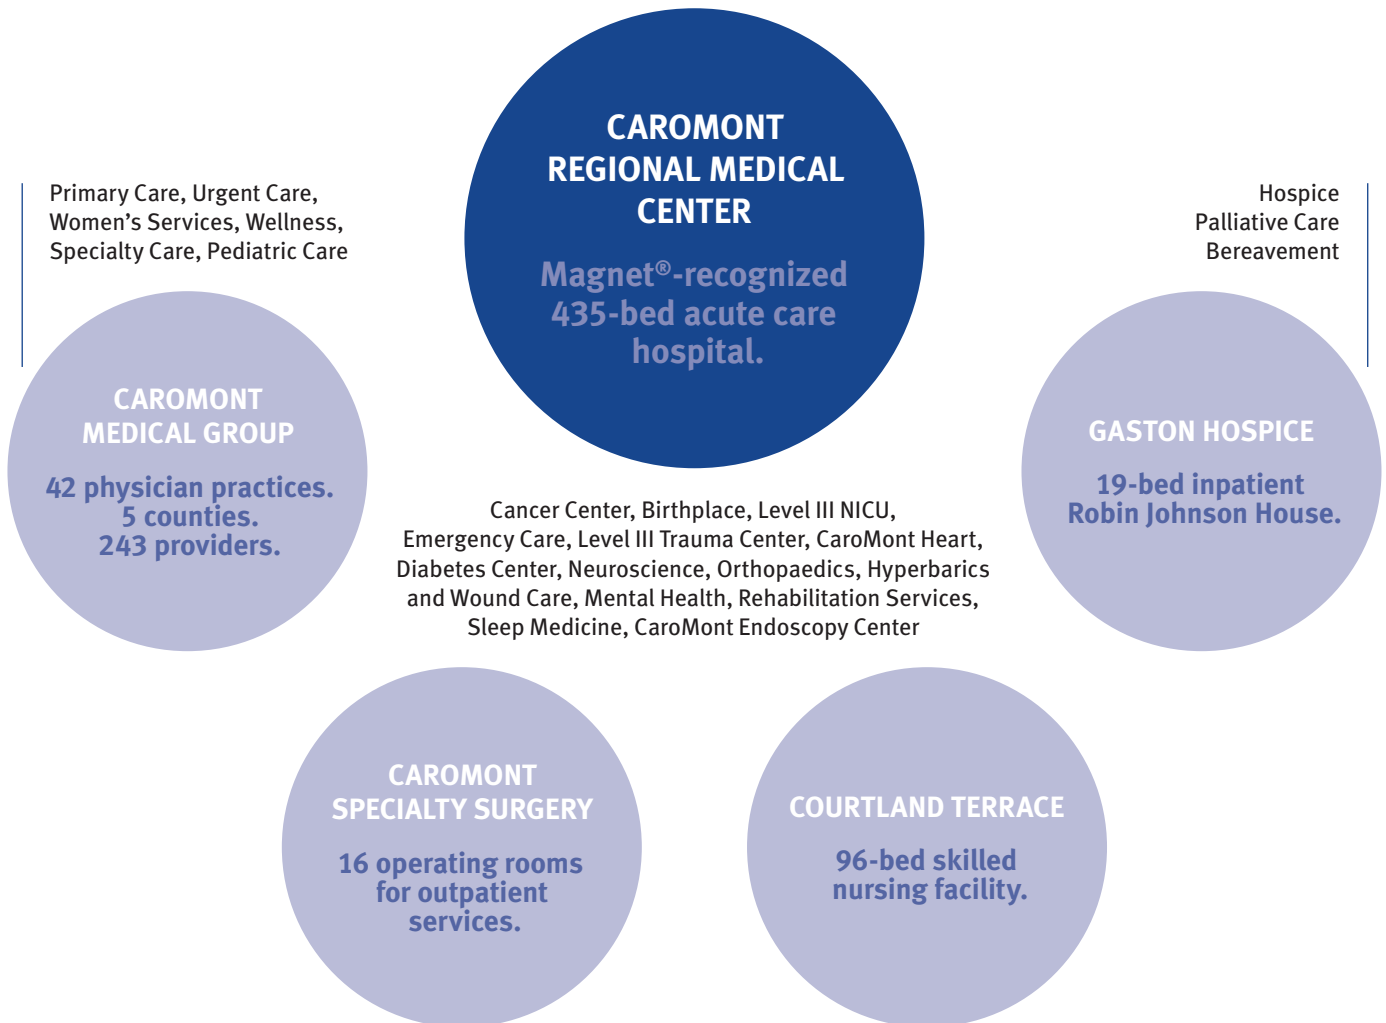 CAROMONT
REGIONAL MEDICAL
CENTER
Magnet®-recognized
435-bed acute care
hospital.
Primary Care, Urgent Care,
Women’s Services, Wellness,
Specialty Care, Pediatric Care
Hospice
Palliative Care
Bereavement
CAROMONT
MEDICAL GROUP
42 physician practices.
5 counties.
243 providers.
GASTON HOSPICE
19-bed inpatient
Robin Johnson House.
Cancer Center, Birthplace, Level III NICU,
Emergency Care, Level III Trauma Center, CaroMont Heart,
Diabetes Center, Neuroscience, Orthopaedics, Hyperbarics
and Wound Care, Mental Health, Rehabilitation Services,
Sleep Medicine, CaroMont Endoscopy Center
CAROMONT
SPECIALTY SURGERY
16 operating rooms
for outpatient
services.
COURTLAND TERRACE
96-bed skilled
nursing facility.